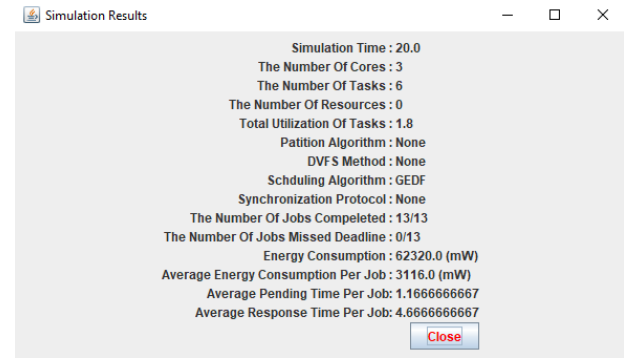 Simulation Results
Simulation Time : 20.0
The Number Of Cores : 3
The Number Of Tasks : 6
The Number Of Resources : 0
Total Utilization Of Tasks : 1.8
Patition Algorithm : None
DVFS Method : None
Schduling Algorithm : GEDF
Synchronization Protocol : None
The Number Of Jobs Compeleted : 13/13
The Number Of Jobs Missed Deadline : 0/13
Energy Consumption : 62320.0 (mW)
Average Energy Consumption Per Job : 3116.0 (mW)
Average Pending Time Per Job: 1.1666666667
Average Response Time Per Job: 4.6666666667
Close